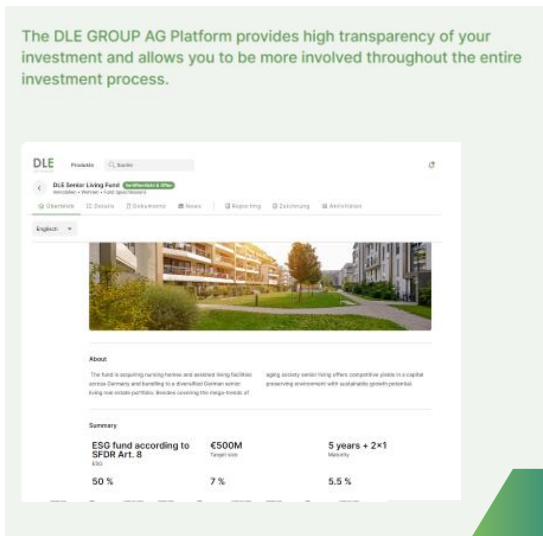 The DLE GROUP AG Platform provides high transparency of your
investment and allows you to be more involved throughout the entire
investment process.
DLE
Produkte
Suche
DLE Senior Living Fund
Immobilien • Wohnen •
Überblick Details Dokumente News Reporting Zeichnung Aktivitäten
Englisch
About
The fund is acquiring nursing homes and assisted living facilities
across Germany and bundling to a diversified German senior
living real estate portfolio. Besides covering the mega-trends of
aging society senior living offers competitive yields in a capital
preserving environment with sustainable growth potential.
Summary
ESG fund according to
SFDR Art. 8
ESG
€500M
Target size
5 years + 2x1
Maturity
50 %
7 %
5.5 %